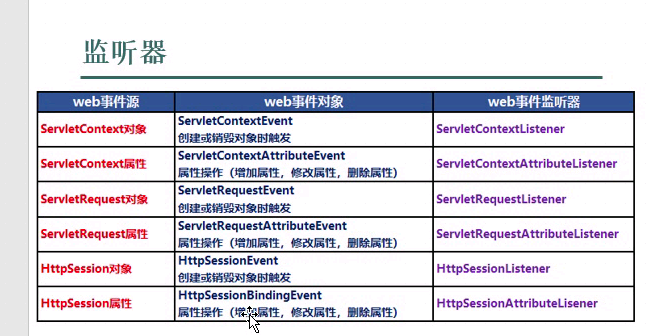 监听器
web事件源 web事件对象 web事件监听器
ServletContext对象 ServletContextEvent ServletContextListener
创建或销毁对象时触发
ServletContext属性 ServletContextAttributeEvent ServletContextAttributeListener
属性操作（增加属性，修改属性，删除属性）
ServletRequest对象 ServletRequestEvent ServletRequestListener
创建或销毁对象时触发
ServletRequest属性 ServletRequestAttributeEvent ServletRequestAttributeListener
属性操作（增加属性，修改属性，删除属性）
HttpSession对象 HttpSessionEvent HttpSessionListener
创建或销毁对象时触发
HttpSession属性 HttpSessionBindingEvent HttpSessionAttributeLisener
属性操作（增加属性，修改属性，删除属性）